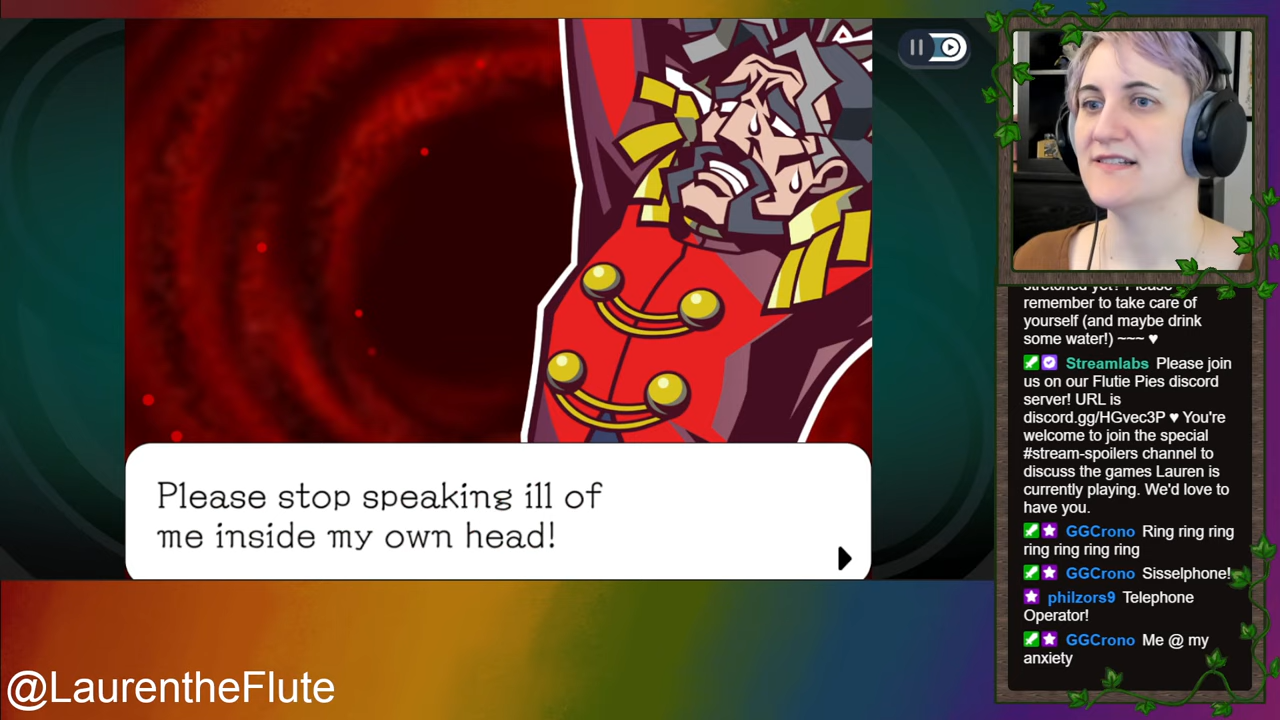 Please stop speaking ill of
me inside my own head!
stretched yet? Please
remember to take care of
yourself (and maybe drink
some water!) ~~~ ♥
Streamlabs Please join
us on our Flutie Pies discord
server! URL is
discord.gg/HGvec3P ♥ You're
welcome to join the special
#stream-spoilers channel to
discuss the games Lauren is
currently playing. We'd love to
have you.
GGCrono Ring ring ring
ring ring ring ring
GGCrono Sisselphone!
philzors9 Telephone
Operator!
GGCrono Me @ my
anxiety
@LaurentheFlute